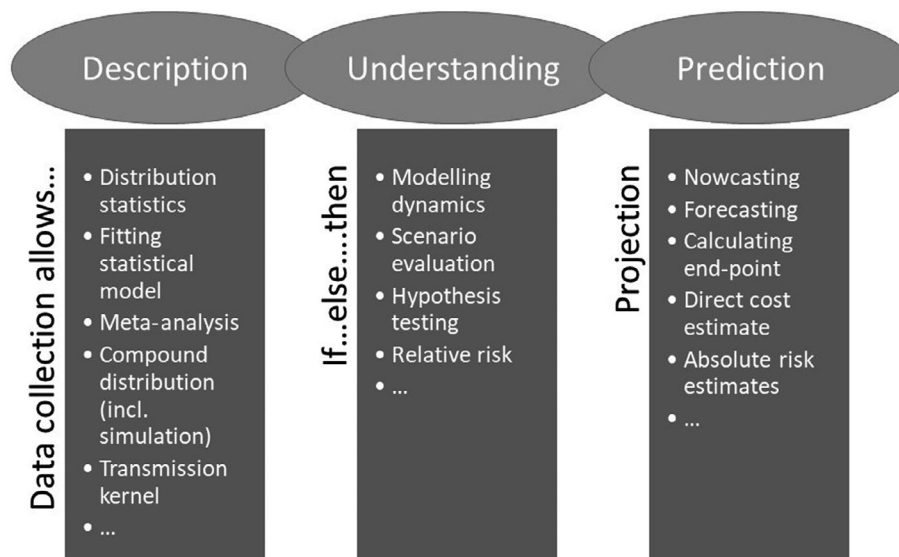 Description
Understanding
Prediction
Data collection allows...
• Distribution
statistics
• Fitting
statistical
model
• Meta-analysis
• Compound
distribution
(incl.
simulation)
• Transmission
kernel
• ...
If...else....then
• Modelling
dynamics
• Scenario
evaluation
• Hypothesis
testing
• Relative risk
• ...
Projection
• Nowcasting
• Forecasting
• Calculating
end-point
• Direct cost
estimate
• Absolute risk
estimates
• ...